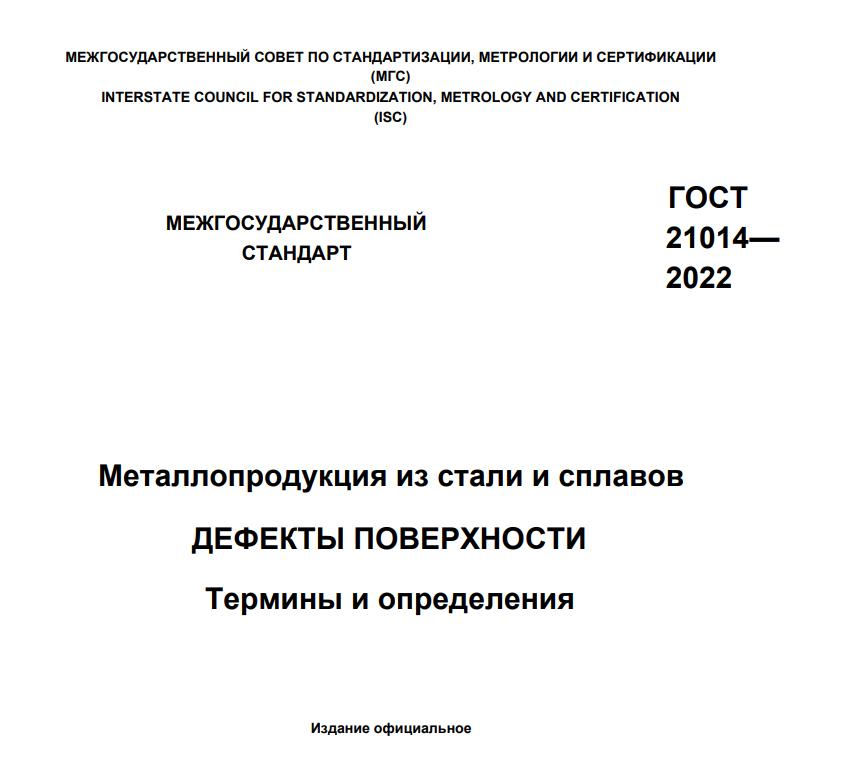 МЕЖГОСУДАРСТВЕННЫЙ СОВЕТ ПО СТАНДАРТИЗАЦИИ, МЕТРОЛОГИИ И СЕРТИФИКАЦИИ
(МГС)
INTERSTATE COUNCIL FOR STANDARDIZATION, METROLOGY AND CERTIFICATION
(ISC)
МЕЖГОСУДАРСТВЕННЫЙ
СТАНДАРТ
ГОСТ
21014—
2022
Металлопродукция из стали и сплавов
ДЕФЕКТЫ ПОВЕРХНОСТИ
Термины и определения
Издание официальное